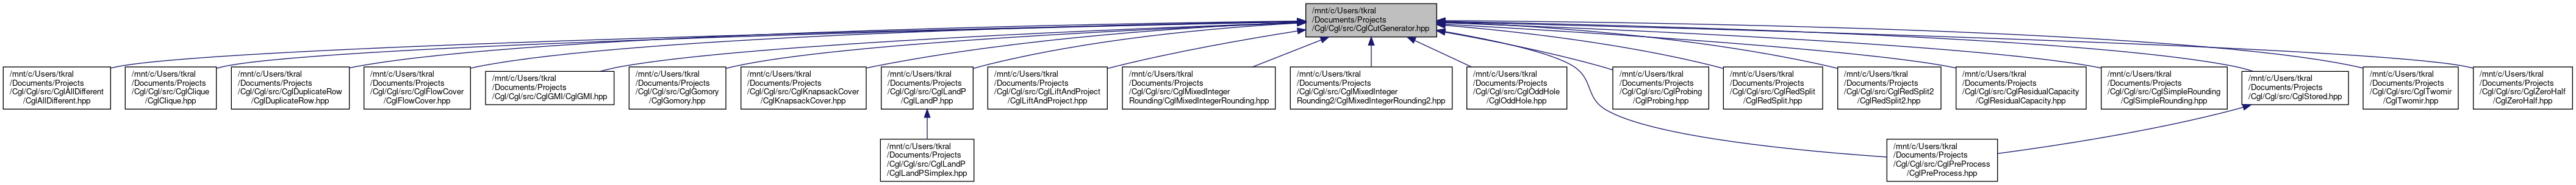 /mnt/c/Users/tkral
/Documents/Projects
/Cgl/Cgl/src/CglCutGenerator.hpp
/mnt/c/Users/tkral
/Documents/Projects
/Cgl/Cgl/src/CglAllDifferent
/CglAllDifferent.hpp
/mnt/c/Users/tkral
/Documents/Projects
/Cgl/Cgl/src/CglClique
/CglClique.hpp
/mnt/c/Users/tkral
/Documents/Projects
/Cgl/Cgl/src/CglDuplicateRow
/CglDuplicateRow.hpp
/mnt/c/Users/tkral
/Documents/Projects
/Cgl/Cgl/src/CglFlowCover
/CglFlowCover.hpp
/mnt/c/Users/tkral
/Documents/Projects
/Cgl/Cgl/src/CglGMI/CglGMI.hpp
/mnt/c/Users/tkral
/Documents/Projects
/Cgl/Cgl/src/CglGomory
/CglGomory.hpp
/mnt/c/Users/tkral
/Documents/Projects
/Cgl/Cgl/src/CglKnapsackCover
/CglKnapsackCover.hpp
/mnt/c/Users/tkral
/Documents/Projects
/Cgl/Cgl/src/CglLandP
/CglLandP.hpp
/mnt/c/Users/tkral
/Documents/Projects
/Cgl/Cgl/src/CglLiftAndProject
/CglLiftAndProject.hpp
/mnt/c/Users/tkral
/Documents/Projects
/Cgl/Cgl/src/CglMixedInteger
Rounding/CglMixedIntegerRounding.hpp
/mnt/c/Users/tkral
/Documents/Projects
/Cgl/Cgl/src/CglMixedInteger
Rounding2/CglMixedIntegerRounding2.hpp
/mnt/c/Users/tkral
/Documents/Projects
/Cgl/Cgl/src/CglOddHole
/CglOddHole.hpp
/mnt/c/Users/tkral
/Documents/Projects
/Cgl/Cgl/src/CglProbing
/CglProbing.hpp
/mnt/c/Users/tkral
/Documents/Projects
/Cgl/Cgl/src/CglRedSplit
/CglRedSplit.hpp
/mnt/c/Users/tkral
/Documents/Projects
/Cgl/Cgl/src/CglRedSplit2
/CglRedSplit2.hpp
/mnt/c/Users/tkral
/Documents/Projects
/Cgl/Cgl/src/CglResidualCapacity
/CglResidualCapacity.hpp
/mnt/c/Users/tkral
/Documents/Projects
/Cgl/Cgl/src/CglSimpleRounding
/CglSimpleRounding.hpp
/mnt/c/Users/tkral
/Documents/Projects
/Cgl/Cgl/src/CglStored.hpp
/mnt/c/Users/tkral
/Documents/Projects
/Cgl/Cgl/src/CglTwomir
/CglTwomir.hpp
/mnt/c/Users/tkral
/Documents/Projects
/Cgl/Cgl/src/CglZeroHalf
/CglZeroHalf.hpp
/mnt/c/Users/tkral
/Documents/Projects
/Cgl/Cgl/src/CglLandP
/CglLandPSimplex.hpp
/mnt/c/Users/tkral
/Documents/Projects
/Cgl/Cgl/src/CglPreProcess
/CglPreProcess.hpp